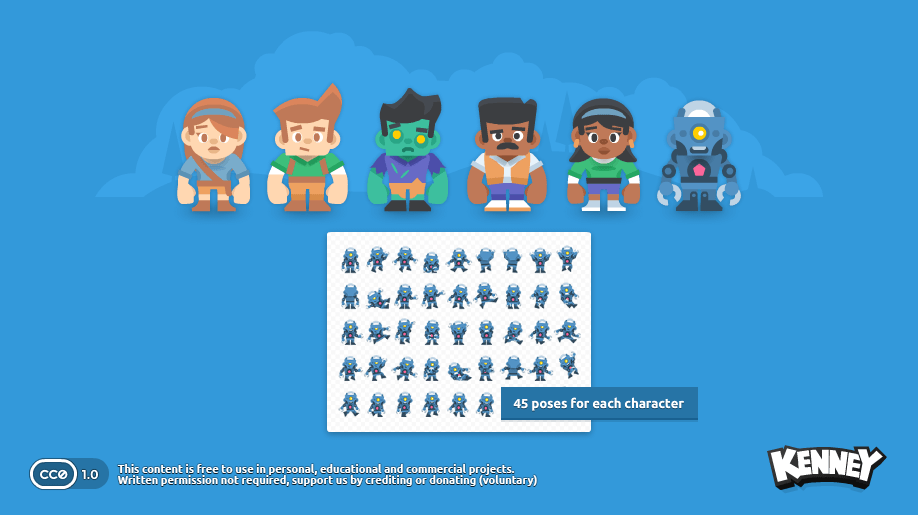 45 poses for each character
CC0 1.0
This content is free to use in personal, educational and commercial projects.
Written permission not required, support us by crediting or donating (voluntary)
KENNEY